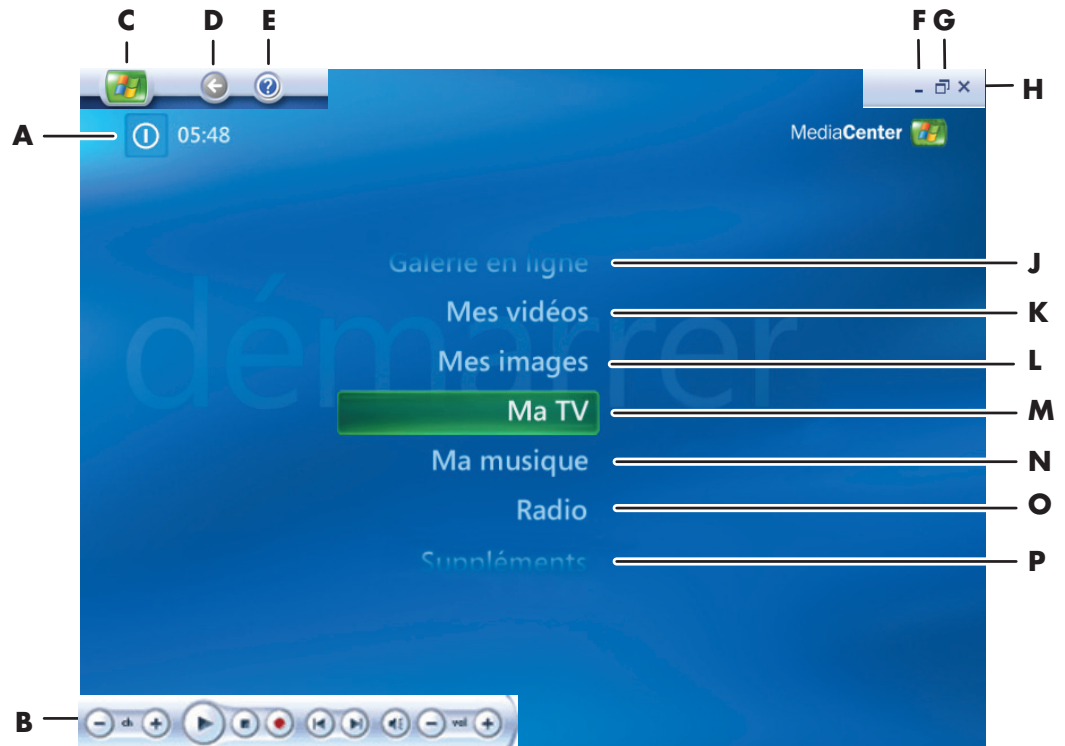 C D E F G
H
A 05:48 MediaCenter
démarrer
Galerie en ligne J
Mes vidéos K
Mes images L
Ma TV M
Ma musique N
Radio O
Suppléments P
B ch vol